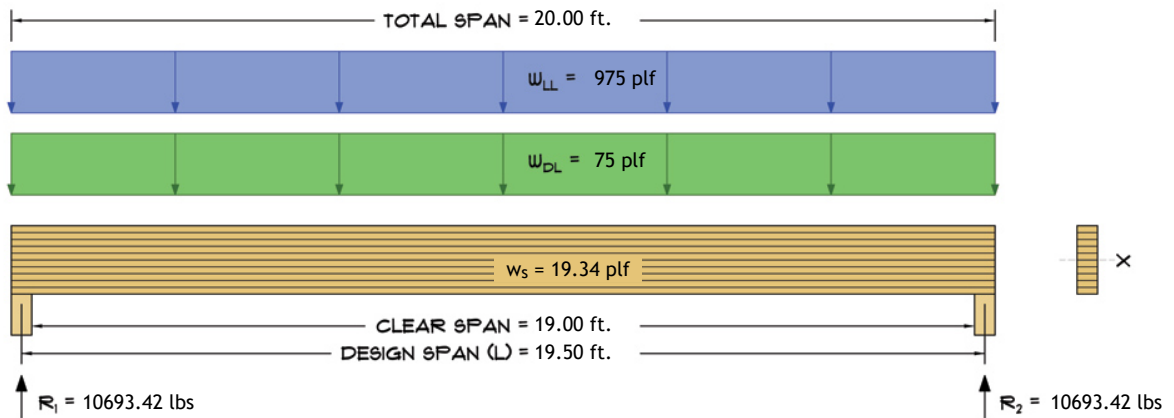 TOTAL SPAN = 20.00 ft.
wLL = 975 plf
wDL = 75 plf
wS = 19.34 plf
X
CLEAR SPAN = 19.00 ft.
DESIGN SPAN (L) = 19.50 ft.
R1 = 10693.42 lbs
R2 = 10693.42 lbs